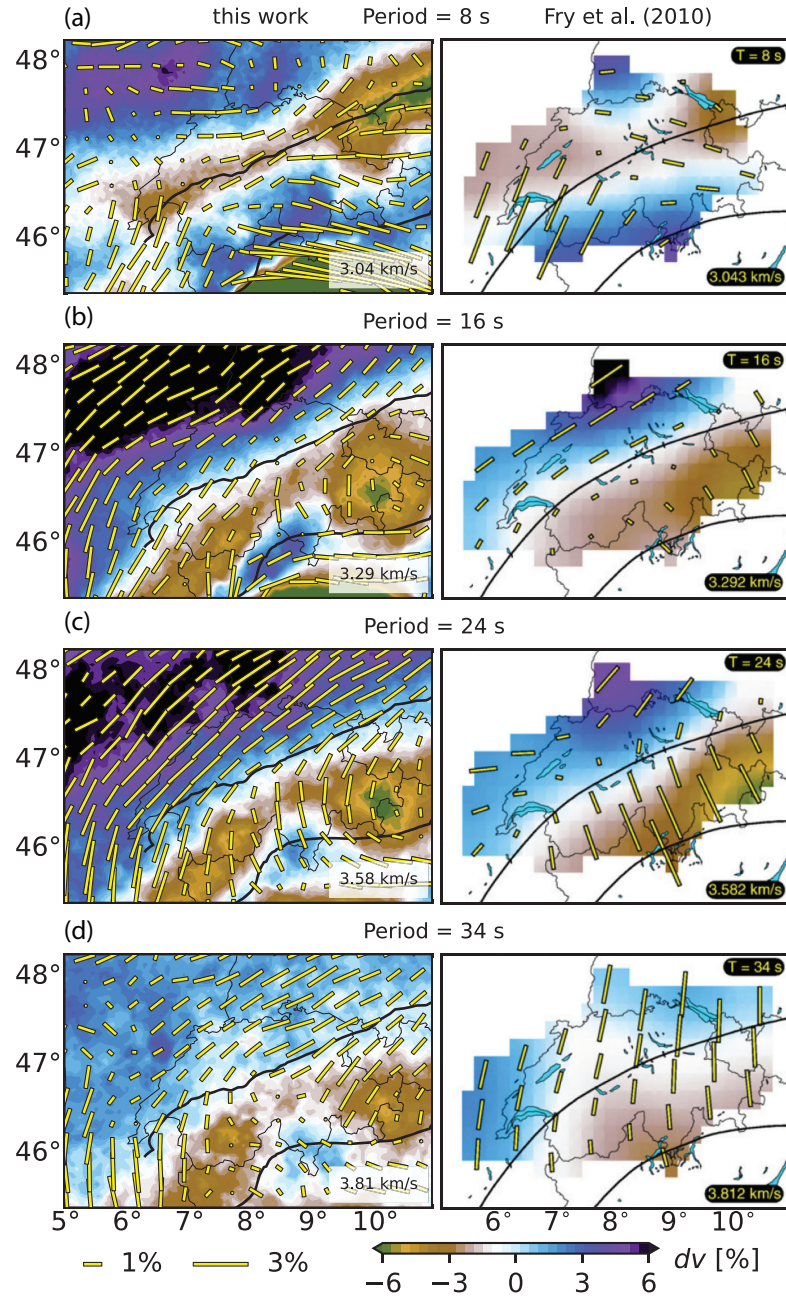 (a) this work Period = 8 s Fry et al. (2010)
48°
47°
46°
3.04 km/s
T = 8 s
3.043 km/s
(b) Period = 16 s
48°
47°
46°
3.29 km/s
T = 16 s
3.292 km/s
(c) Period = 24 s
48°
47°
46°
3.58 km/s
T = 24 s
3.582 km/s
(d) Period = 34 s
48°
47°
46°
3.81 km/s
T = 34 s
3.812 km/s
5° 6° 7° 8° 9° 10° 6° 7° 8° 9° 10°
1% 3% −6 −3 0 3 6 dv [%]